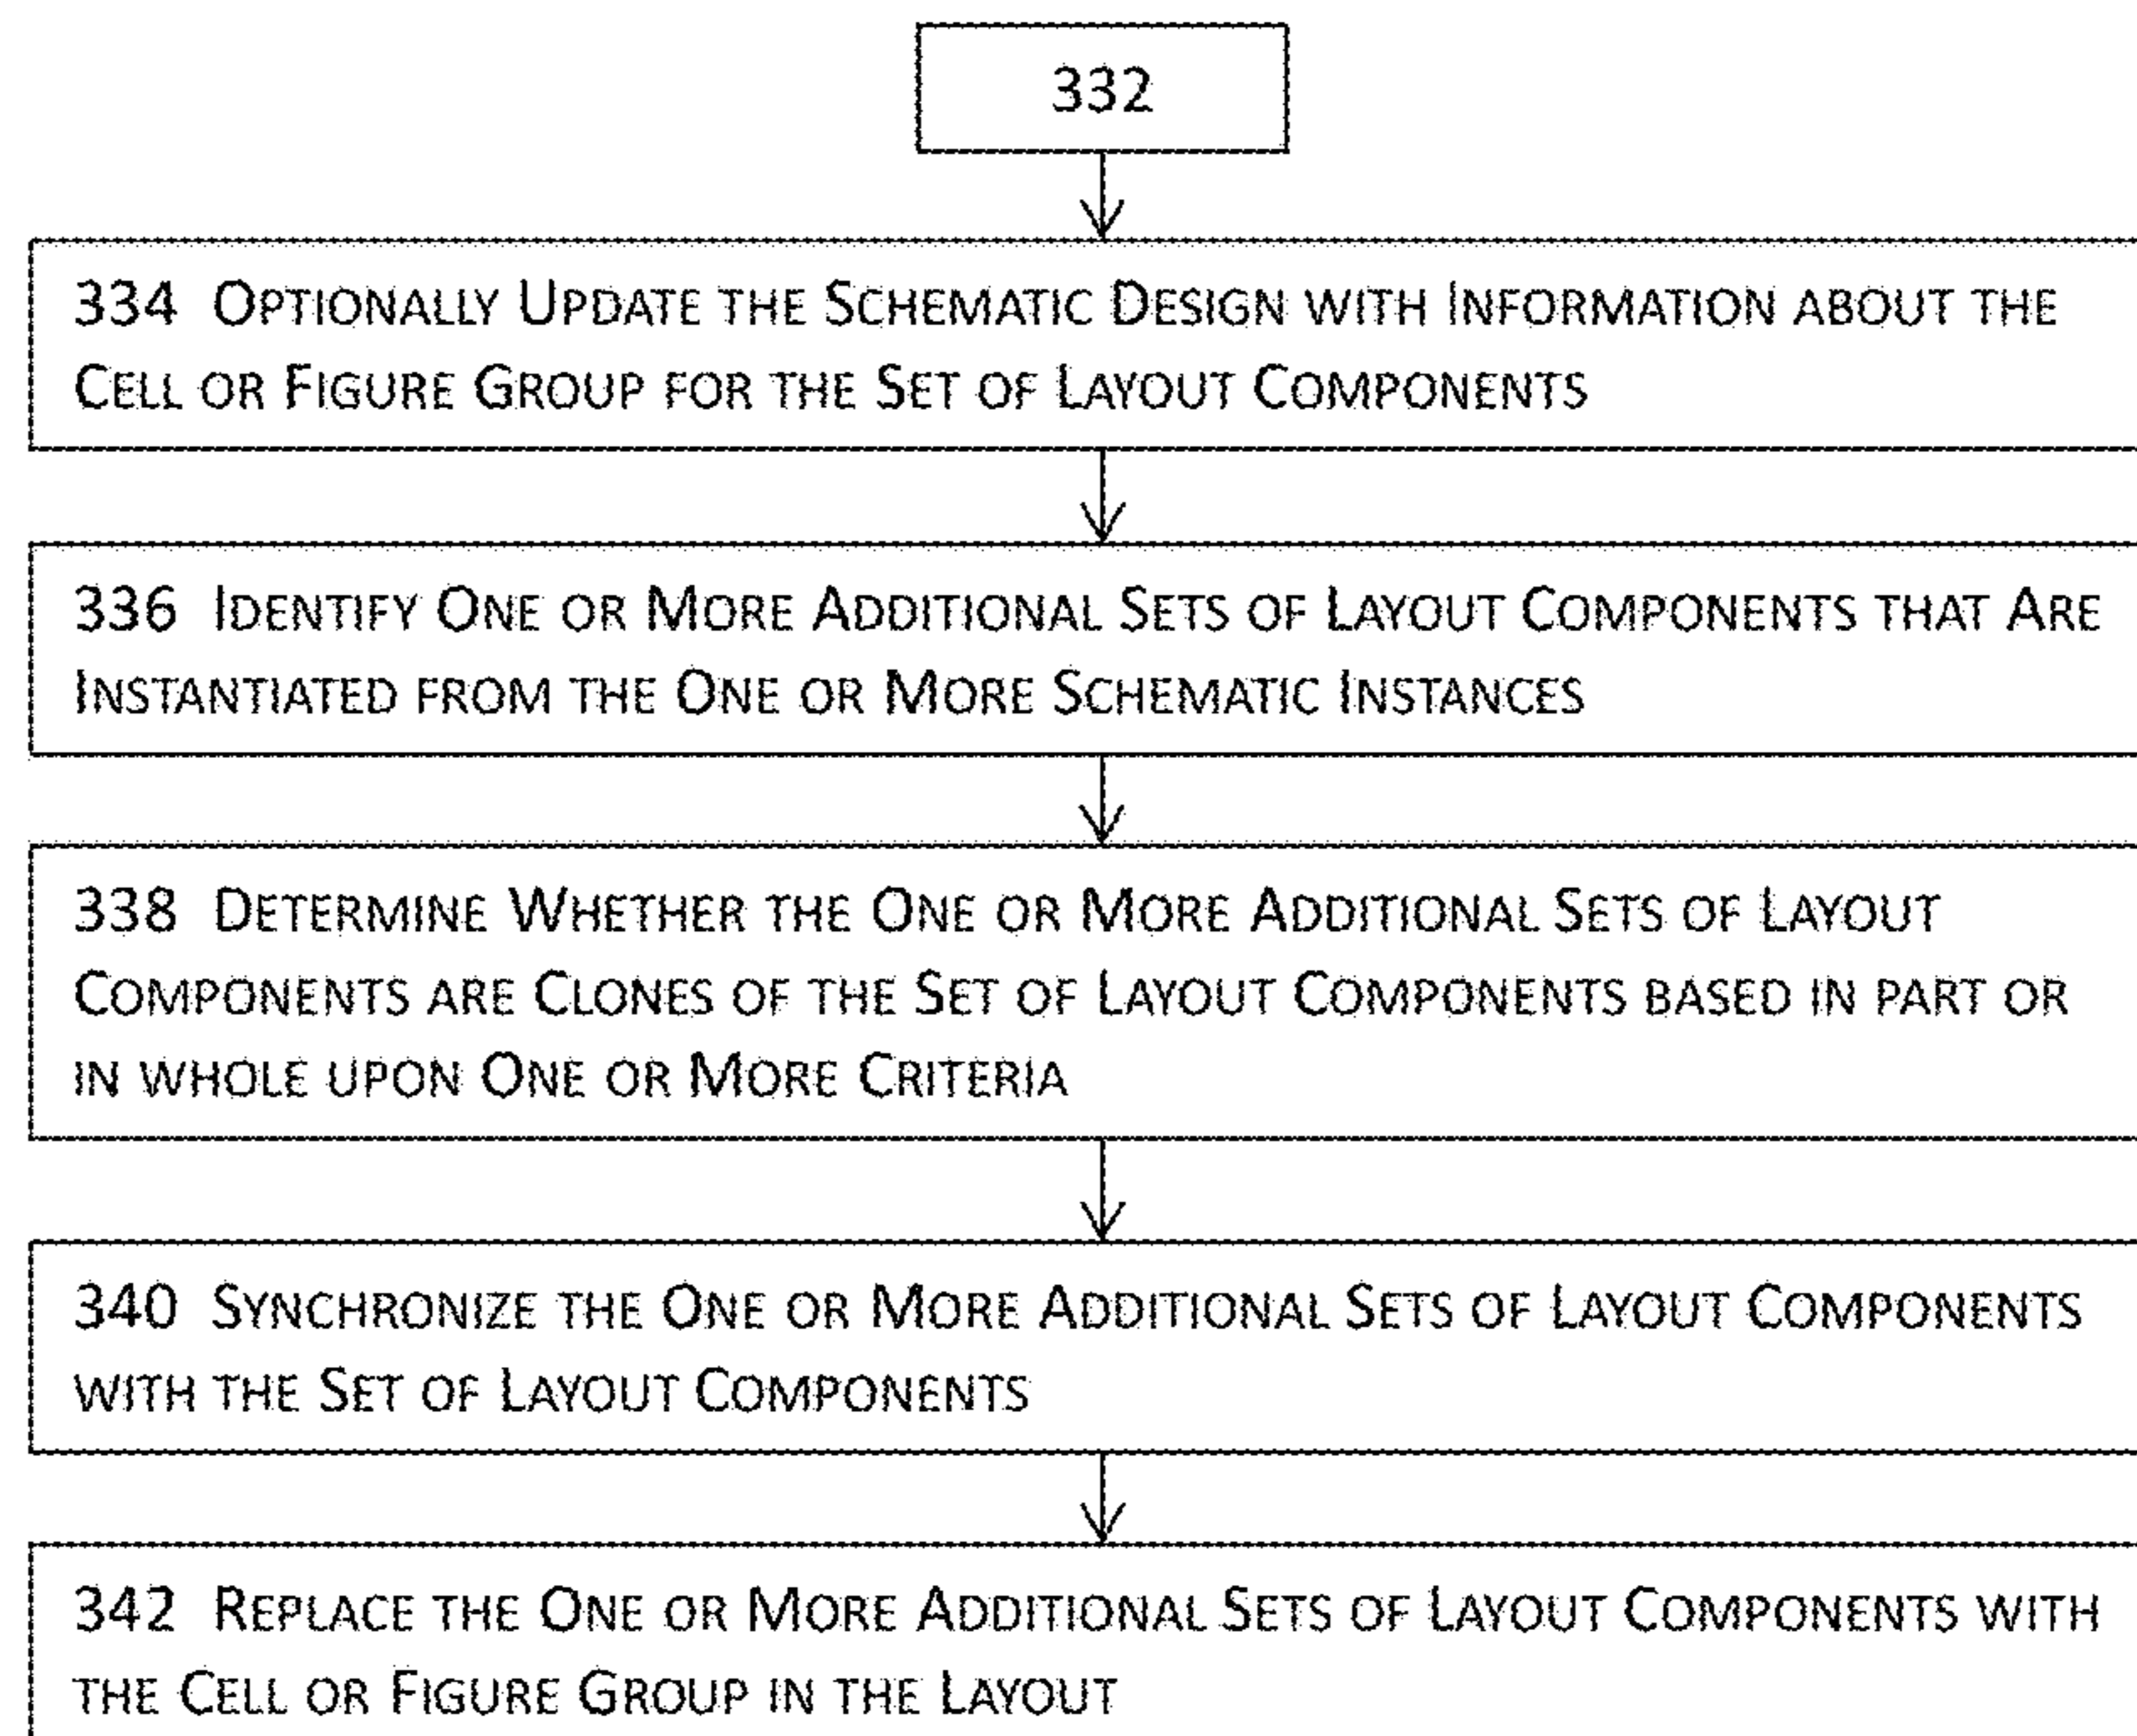 332
334 Optionally Update the Schematic Design with Information about the
Cell or Figure Group for the Set of Layout Components
336 Identify One or More Additional Sets of Layout Components that Are
Instantiated from the One or More Schematic Instances
338 Determine Whether the One or More Additional Sets of Layout
Components are Clones of the Set of Layout Components based in part or
in whole upon One or More Criteria
340 Synchronize the One or More Additional Sets of Layout Components
with the Set of Layout Components
342 Replace the One or More Additional Sets of Layout Components with
the Cell or Figure Group in the Layout